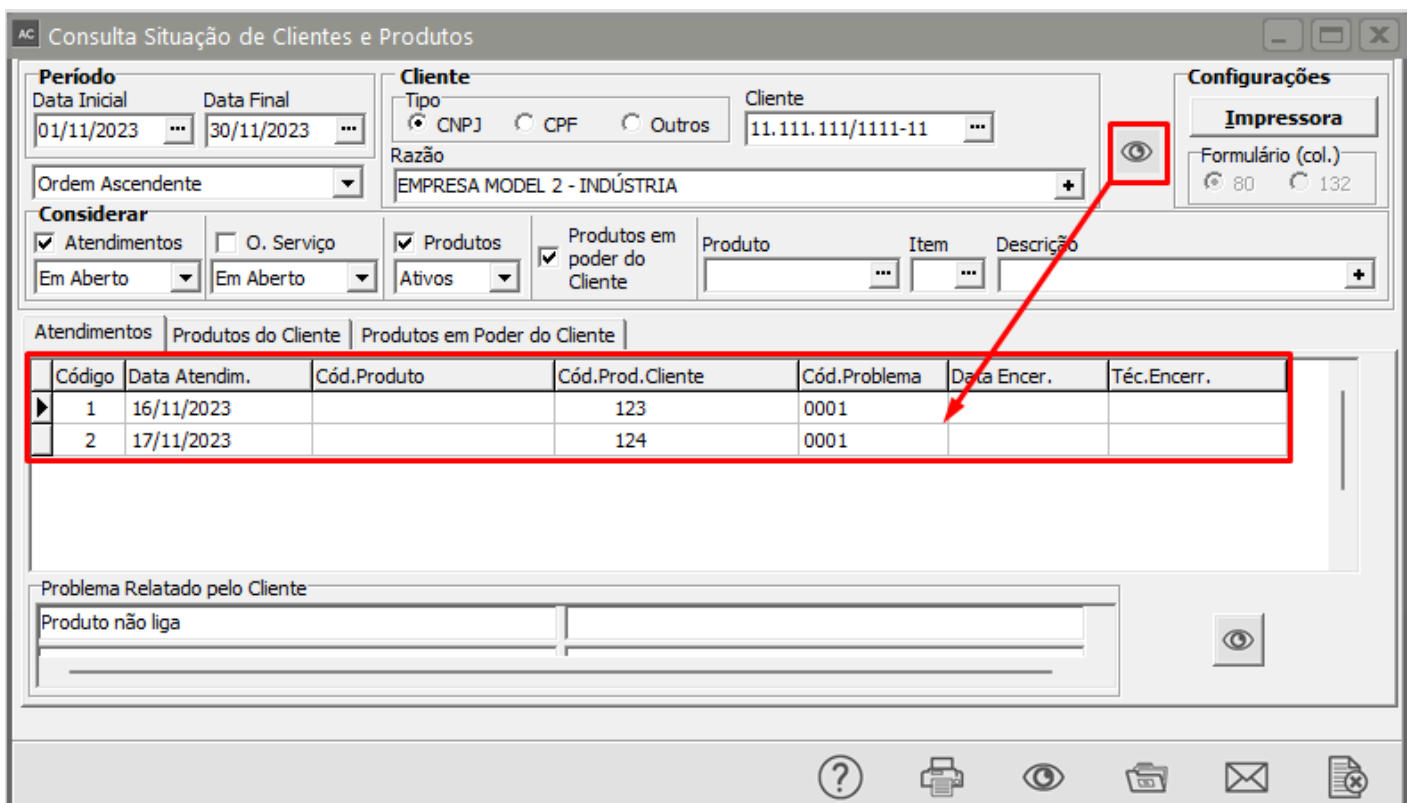 AC Consulta Situação de Clientes e Produtos
Período
Data Inicial Data Final
01/11/2023 ... 30/11/2023 ...
Ordem Ascendente
Cliente
Tipo
CNPJ CPF Outros
Cliente
11.111.111/1111-11 ...
Razão
EMPRESA MODEL 2 - INDÚSTRIA +
Configurações
Impressora
Formulário (col.)
80 132
Considerar
Atendimentos O. Serviço Produtos
Em Aberto Em Aberto Ativos
Produtos em
poder do
Cliente
Produto Item Descrição
... ... +
Atendimentos Produtos do Cliente Produtos em Poder do Cliente
Código Data Atendim. Cód.Produto Cód.Prod.Cliente Cód.Problema Data Encer. Téc.Encerr.
1 16/11/2023 123 0001
2 17/11/2023 124 0001
Problema Relatado pelo Cliente
Produto não liga
?